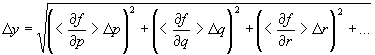 Δy = √((<∂f/∂p>Δp)² + (<∂f/∂q>Δq)² + (<∂f/∂r>Δr)² + ...)